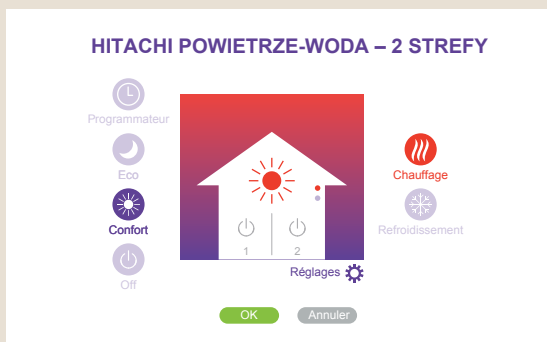 HITACHI POWIETRZE-WODA – 2 STREFY
Programmateur
Eco
Confort
Off
1 2
Réglages
Chauffage
Refroidissement
OK Annuler